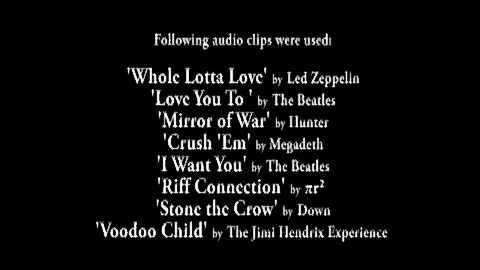 Following audio clips were used:
'Whole Lotta Love' by Led Zeppelin
'Love You To ' by The Beatles
'Mirror of War' by Hunter
'Crush 'Em' by Megadeth
'I Want You' by The Beatles
'Riff Connection' by πr²
'Stone the Crow' by Down
'Voodoo Child' by The Jimi Hendrix Experience